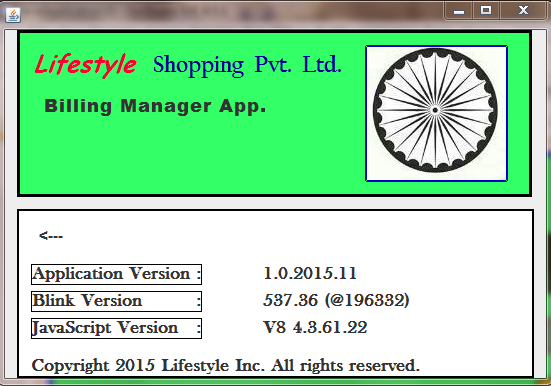 Lifestyle Shopping Pvt. Ltd.
Billing Manager App.
<---
Application Version : 1.0.2015.11
Blink Version : 537.36 (@196332)
JavaScript Version : V8 4.3.61.22
Copyright 2015 Lifestyle Inc. All rights reserved.